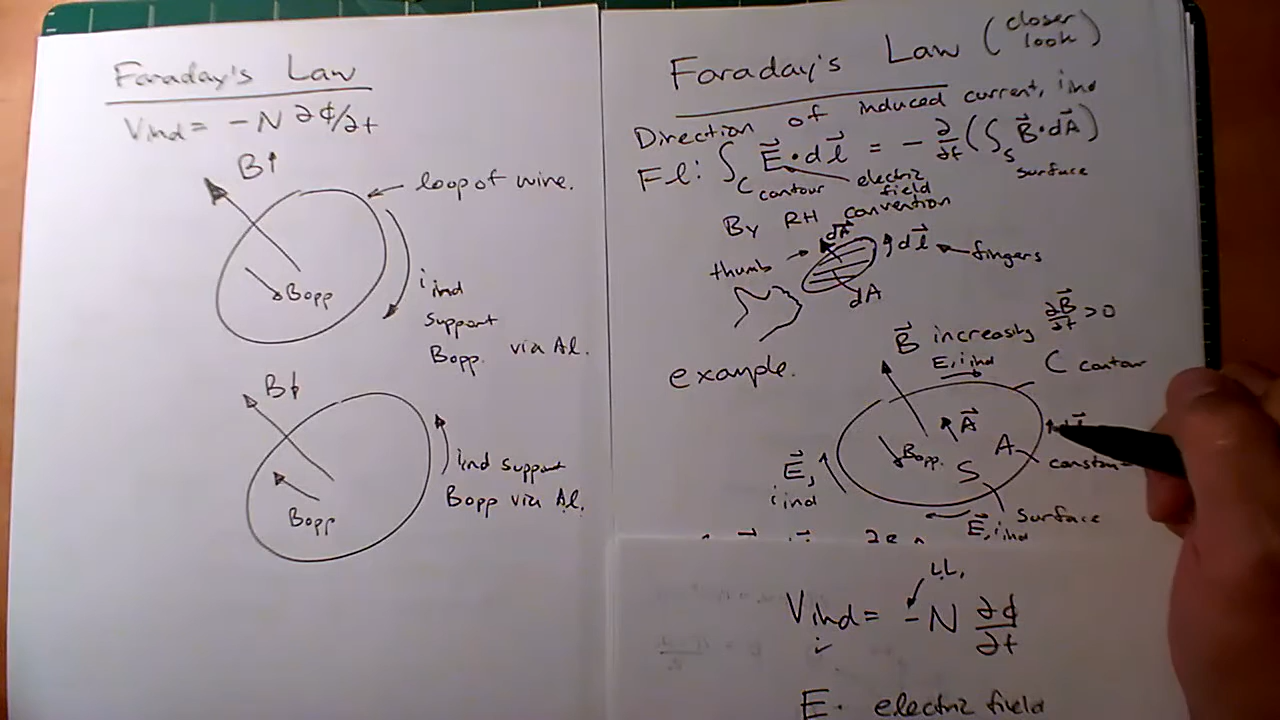 Faraday's Law
Vind = -N ∂ϕ/∂t
B↑
loop of wire.
Bopp
iind
support
Bopp. via Al.
B↓
Bopp
iind support
Bopp via Al.
Faraday's Law (closer look)
Direction of induced current, iind
Fl: ∫C E⃗·dl⃗ = -∂/∂t(∫S B⃗·dA⃗)
contour
electric
field
surface
By RH convention
thumb
dA⃗
dl⃗
fingers
dA
example.
B⃗ increasing ∂B⃗/∂t >0
E, iind
C contour
A⃗
Bopp.
A
S
E⃗,
iind
E⃗, iind
surface
L.L.
Vind = -N ∂ϕ/∂t
i
E. electric field